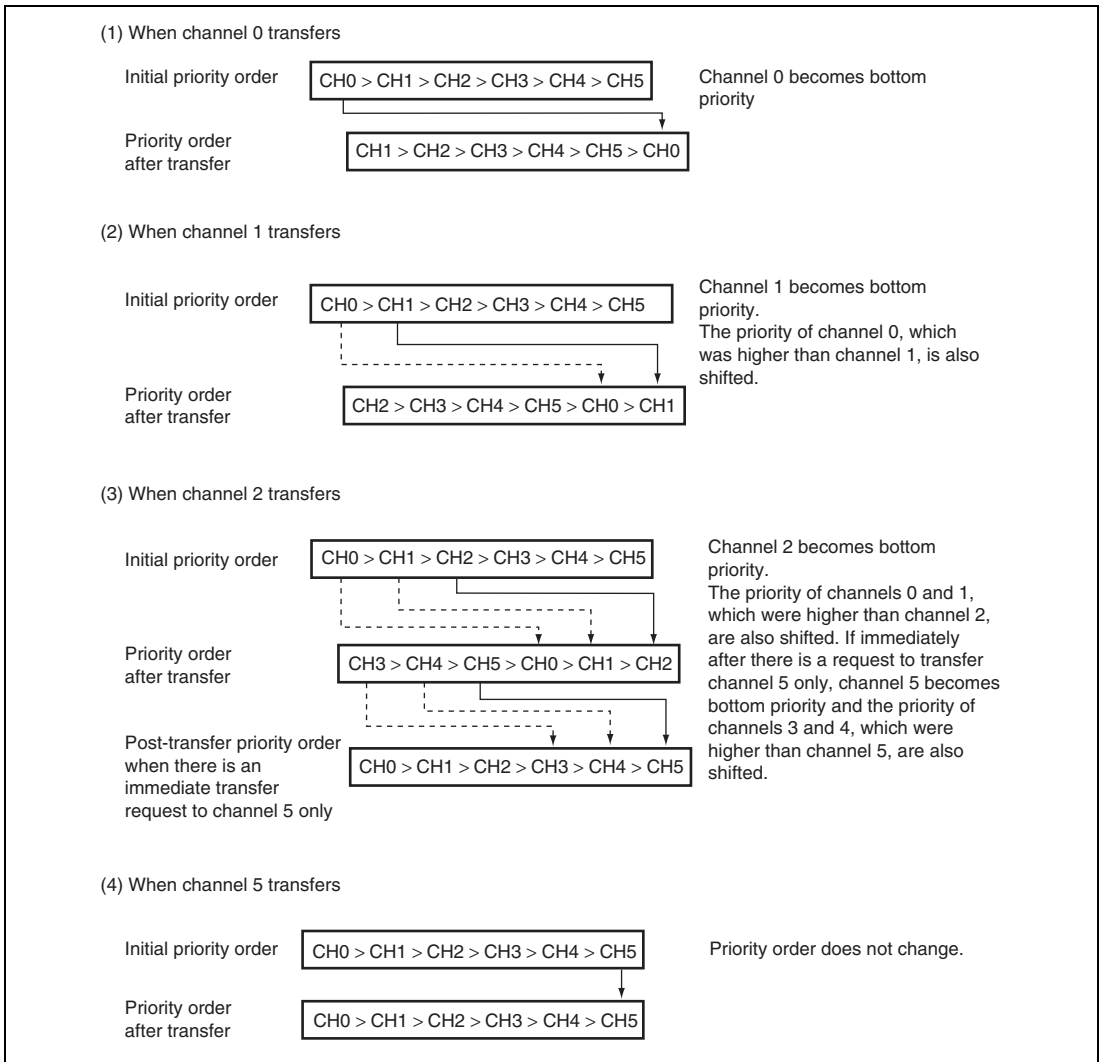 (1) When channel 0 transfers
Initial priority order
CH0 > CH1 > CH2 > CH3 > CH4 > CH5
Channel 0 becomes bottom
priority
Priority order
after transfer
CH1 > CH2 > CH3 > CH4 > CH5 > CH0
(2) When channel 1 transfers
Initial priority order
CH0 > CH1 > CH2 > CH3 > CH4 > CH5
Channel 1 becomes bottom
priority.
The priority of channel 0, which
was higher than channel 1, is also
shifted.
Priority order
after transfer
CH2 > CH3 > CH4 > CH5 > CH0 > CH1
(3) When channel 2 transfers
Initial priority order
CH0 > CH1 > CH2 > CH3 > CH4 > CH5
Channel 2 becomes bottom
priority.
The priority of channels 0 and 1,
which were higher than channel 2,
are also shifted. If immediately
after there is a request to transfer
channel 5 only, channel 5 becomes
bottom priority and the priority of
channels 3 and 4, which were
higher than channel 5, are also
shifted.
Priority order
after transfer
CH3 > CH4 > CH5 > CH0 > CH1 > CH2
Post-transfer priority order
when there is an
immediate transfer
request to channel 5 only
CH0 > CH1 > CH2 > CH3 > CH4 > CH5
(4) When channel 5 transfers
Initial priority order
CH0 > CH1 > CH2 > CH3 > CH4 > CH5
Priority order does not change.
Priority order
after transfer
CH0 > CH1 > CH2 > CH3 > CH4 > CH5